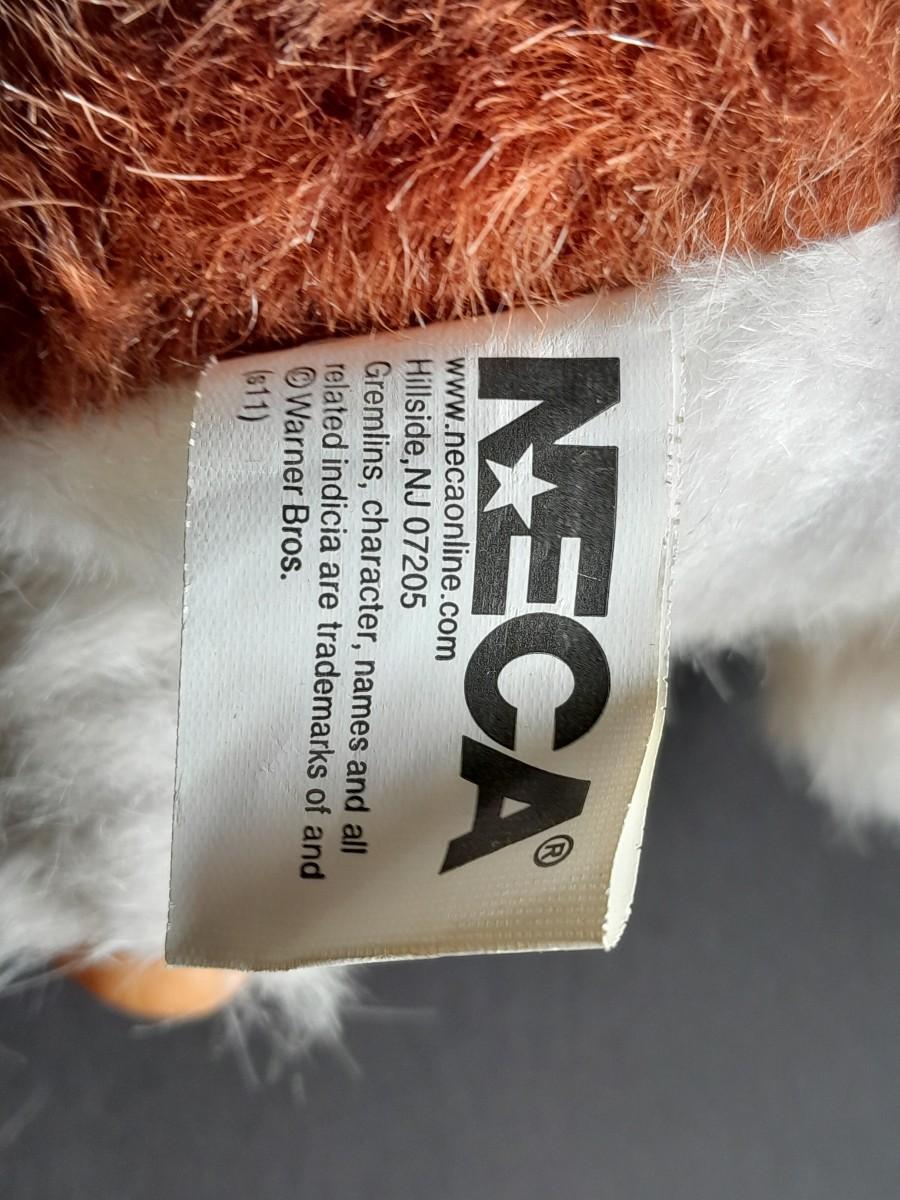 NECA®
www.necaonline.com
Hillside, NJ 07205
Gremlins, character, names and all
related indicia are trademarks of and
©Warner Bros.
(s11)